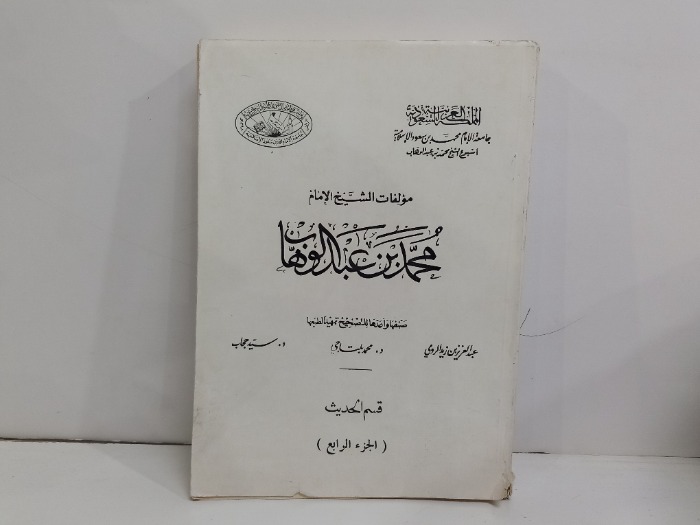 المملكة العربية السعودية
جامعة الإمام محمد بن سعود الإسلامية
أسبوع الشيخ محمد بن عبد الوهاب
مؤلفات الشيخ الإمام
محمد بن عبد الوهاب
صنفها وأعدها للتصحيح تمهيداً لطبعها
عبد العزيز بن زيد الرومي د. محمد بلتاجي د. سيد حجاب
قسم الحديث
( الجزء الرابع )